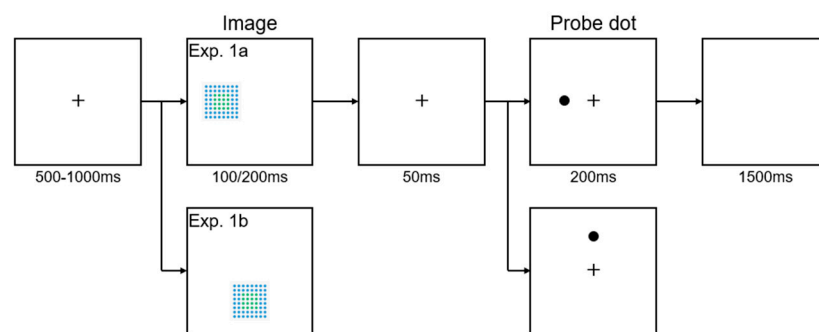 Image
Probe dot
Exp. 1a
500-1000ms
100/200ms
50ms
200ms
1500ms
Exp. 1b